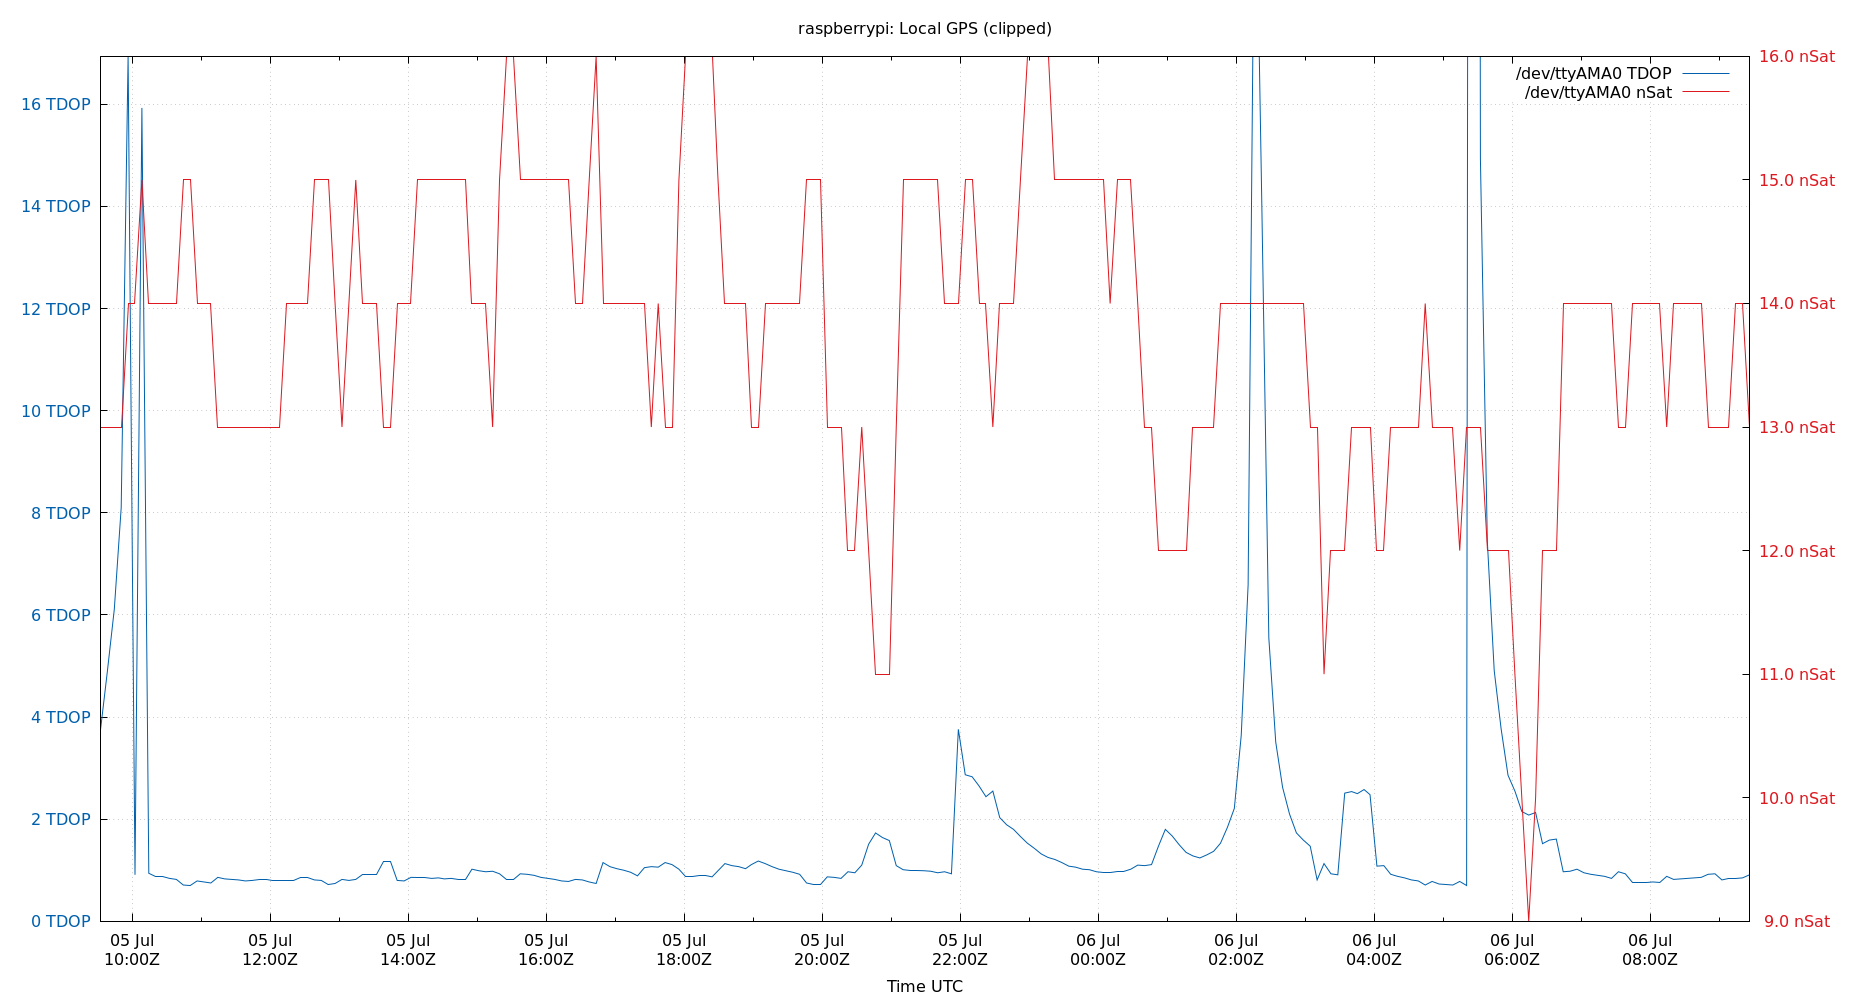 raspberrypi: Local GPS (clipped)
/dev/ttyAMA0 TDOP
/dev/ttyAMA0 nSat
16 TDOP
14 TDOP
12 TDOP
10 TDOP
8 TDOP
6 TDOP
4 TDOP
2 TDOP
0 TDOP
16.0 nSat
15.0 nSat
14.0 nSat
13.0 nSat
12.0 nSat
11.0 nSat
10.0 nSat
9.0 nSat
05 Jul 05 Jul 05 Jul 05 Jul 05 Jul 05 Jul 05 Jul 06 Jul 06 Jul 06 Jul 06 Jul 06 Jul
10:00Z 12:00Z 14:00Z 16:00Z 18:00Z 20:00Z 22:00Z 00:00Z 02:00Z 04:00Z 06:00Z 08:00Z
Time UTC